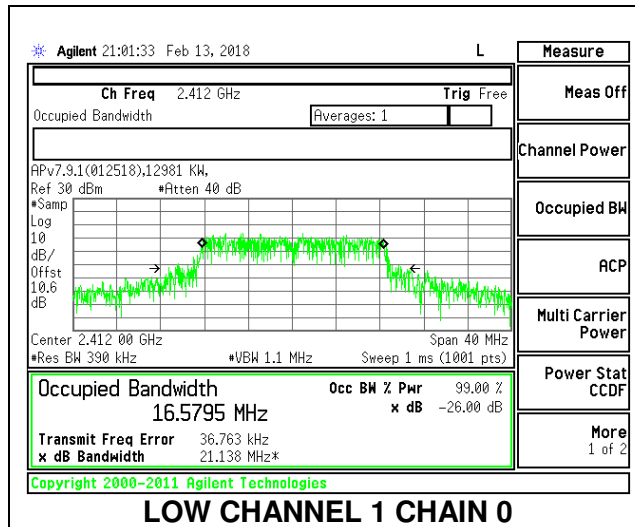 Agilent 21:01:33 Feb 13, 2018 L
Measure
Ch Freq 2.412 GHz Trig Free
Occupied Bandwidth Averages: 1
Meas Off
Channel Power
Occupied BW
ACP
Multi Carrier
Power
Power Stat
CCDF
More
1 of 2
APv7.9.1(012518),12981 KW,
Ref 30 dBm #Atten 40 dB
#Samp
Log
10
dB/
Offst
10.6
dB
Center 2.412 00 GHz Span 40 MHz
#Res BW 390 kHz #VBW 1.1 MHz Sweep 1 ms (1001 pts)
Occupied Bandwidth Occ BW % Pwr 99.00 %
16.5795 MHz x dB -26.00 dB
Transmit Freq Error 36.763 kHz
x dB Bandwidth 21.138 MHz*
Copyright 2000-2011 Agilent Technologies
LOW CHANNEL 1 CHAIN 0